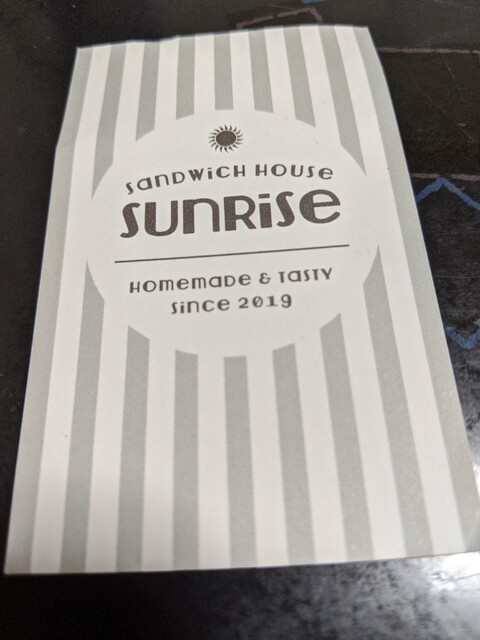 SANDWiCH HOUSE
SUNRiSe
HOMEMADE & TASTY
Since 2019